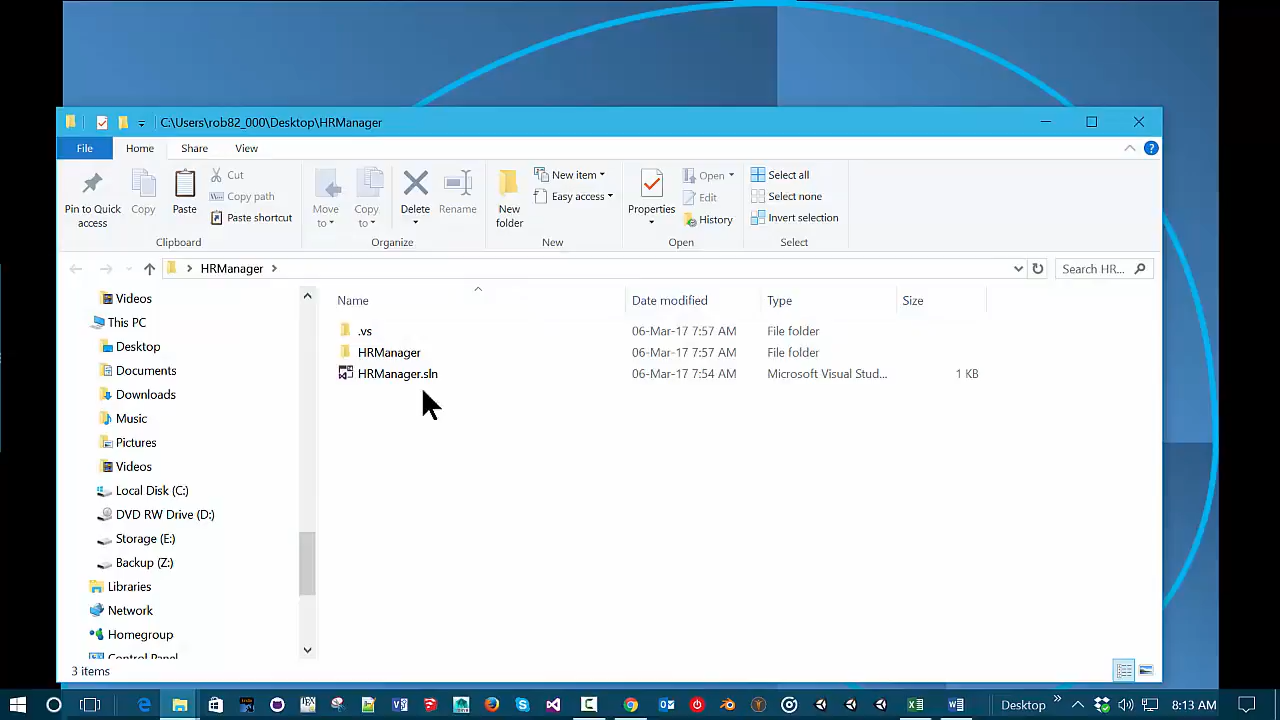 C:\Users\rob82_000\Desktop\HRManager
File Home Share View
Pin to Quick access
Copy
Paste
Cut
Copy path
Paste shortcut
Clipboard
Move to
Copy to
Delete
Rename
Organize
New folder
New item
Easy access
New
Properties
Open
Edit
History
Open
Select all
Select none
Invert selection
Select
HRManager
Search HR...
Videos
This PC
Desktop
Documents
Downloads
Music
Pictures
Videos
Local Disk (C:)
DVD RW Drive (D:)
Storage (E:)
Backup (Z:)
Libraries
Network
Homegroup
Control Panel
Name Date modified Type Size
.vs 06-Mar-17 7:57 AM File folder
HRManager 06-Mar-17 7:57 AM File folder
HRManager.sln 06-Mar-17 7:54 AM Microsoft Visual Stud... 1 KB
3 items
Desktop 8:13 AM